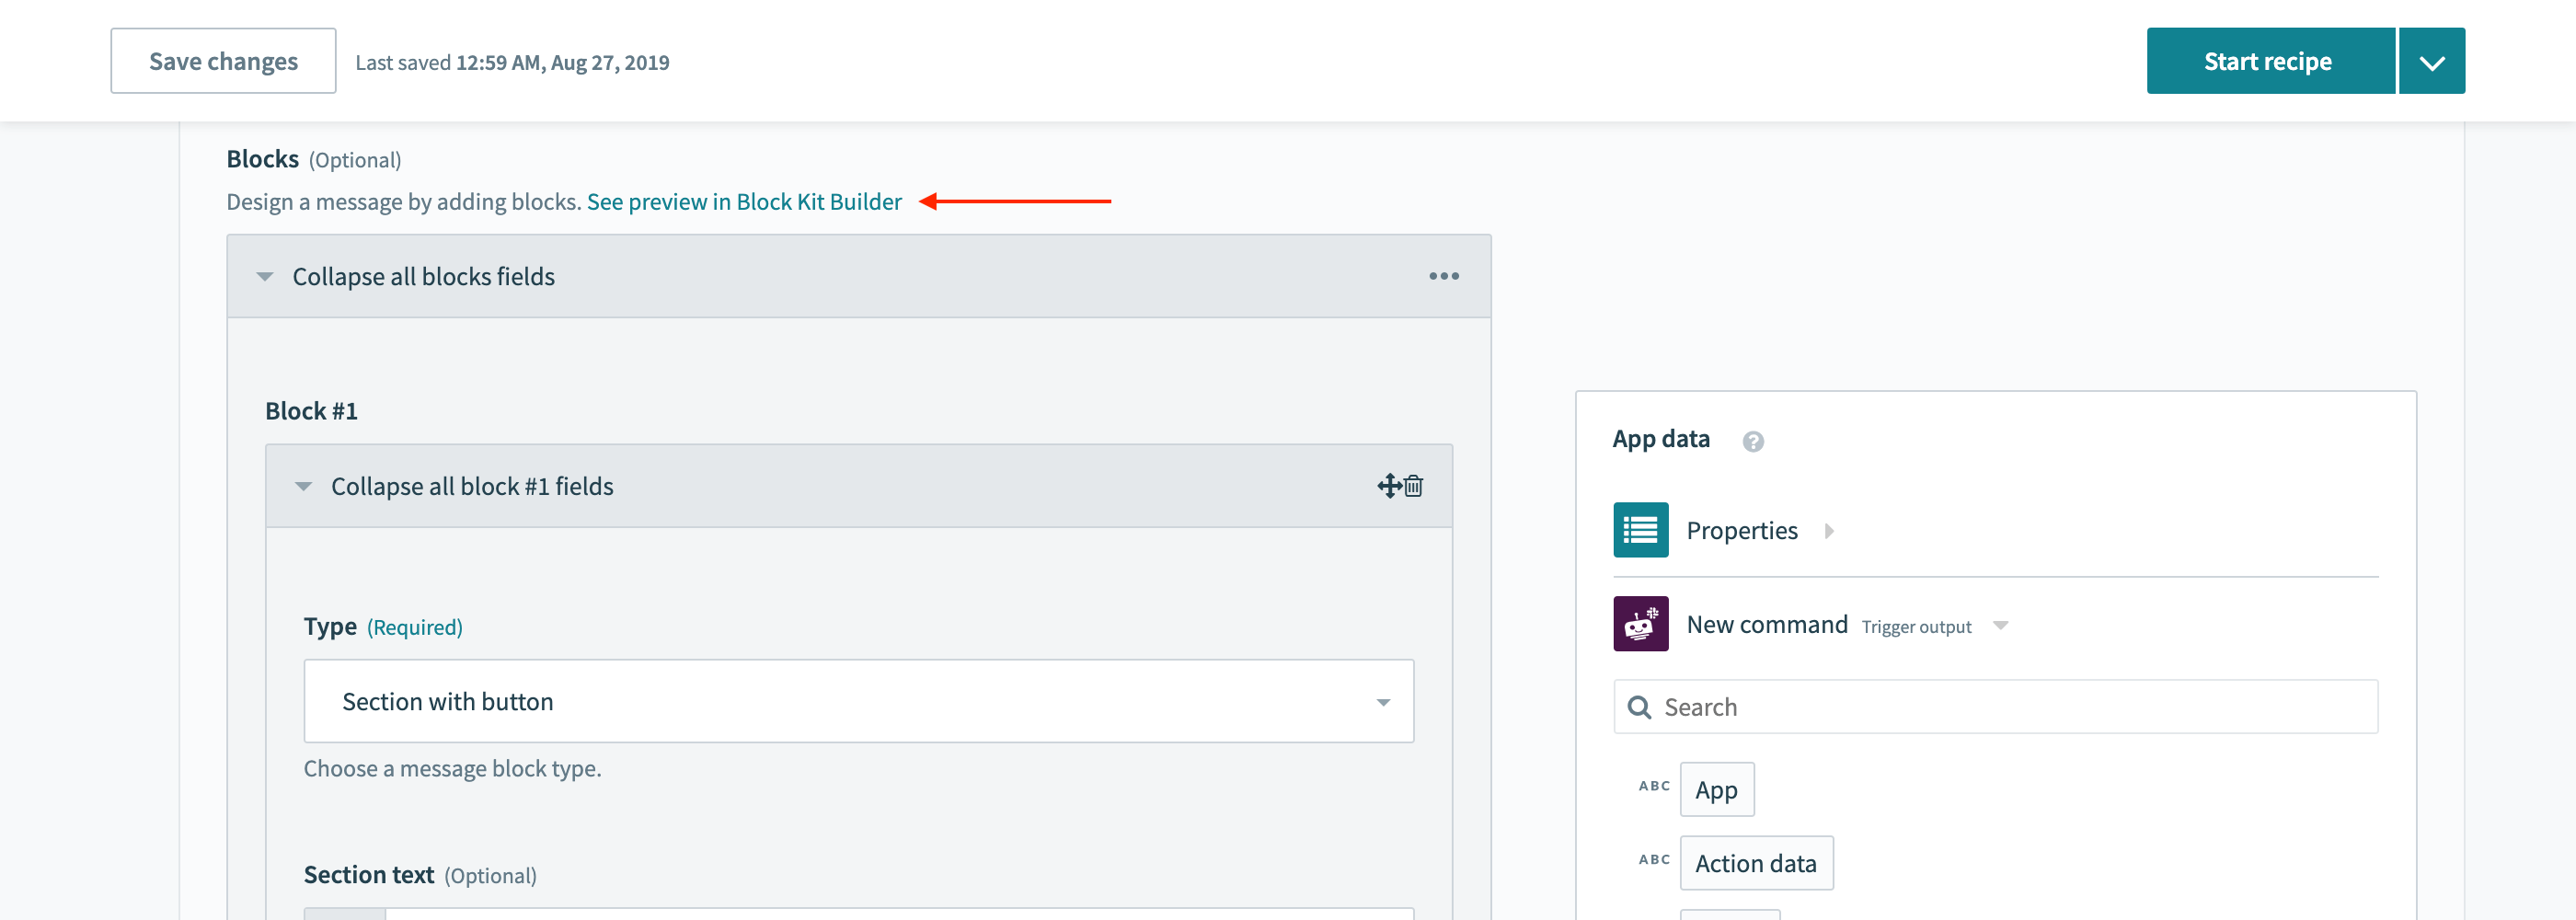 Save changes
Last saved 12:59 AM, Aug 27, 2019
Start recipe
Blocks (Optional)
Design a message by adding blocks. See preview in Block Kit Builder
Collapse all blocks fields
Block #1
Collapse all block #1 fields
Type (Required)
Section with button
Choose a message block type.
Section text (Optional)
App data ?
Properties
New command Trigger output
Search
ABC App
ABC Action data